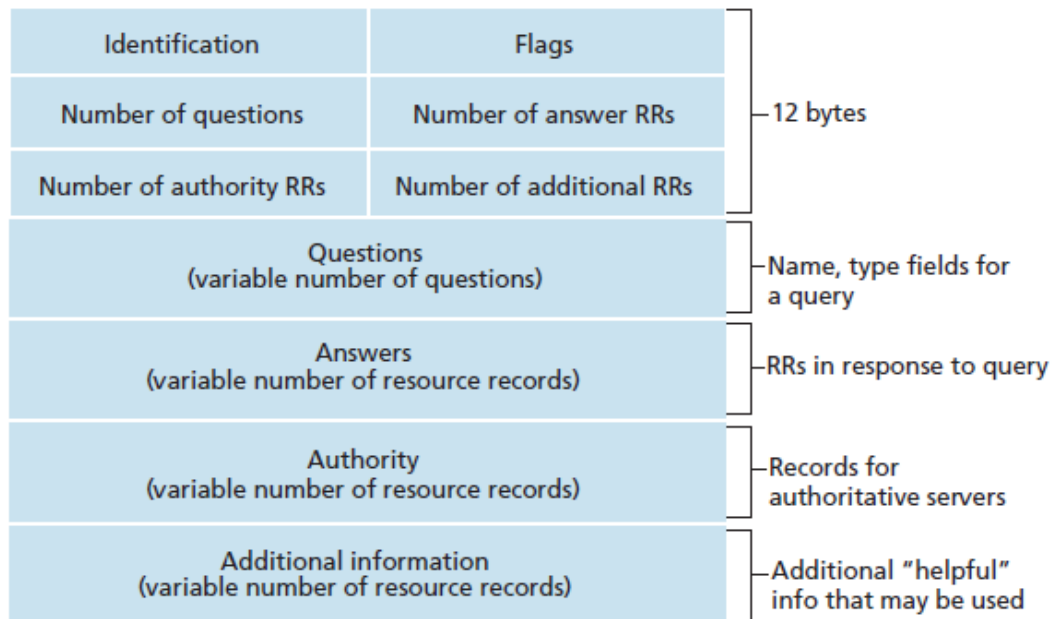 Identification
Flags
Number of questions
Number of answer RRs
12 bytes
Number of authority RRs
Number of additional RRs
Questions
(variable number of questions)
Name, type fields for
a query
Answers
(variable number of resource records)
RRs in response to query
Authority
(variable number of resource records)
Records for
authoritative servers
Additional information
(variable number of resource records)
Additional “helpful”
info that may be used